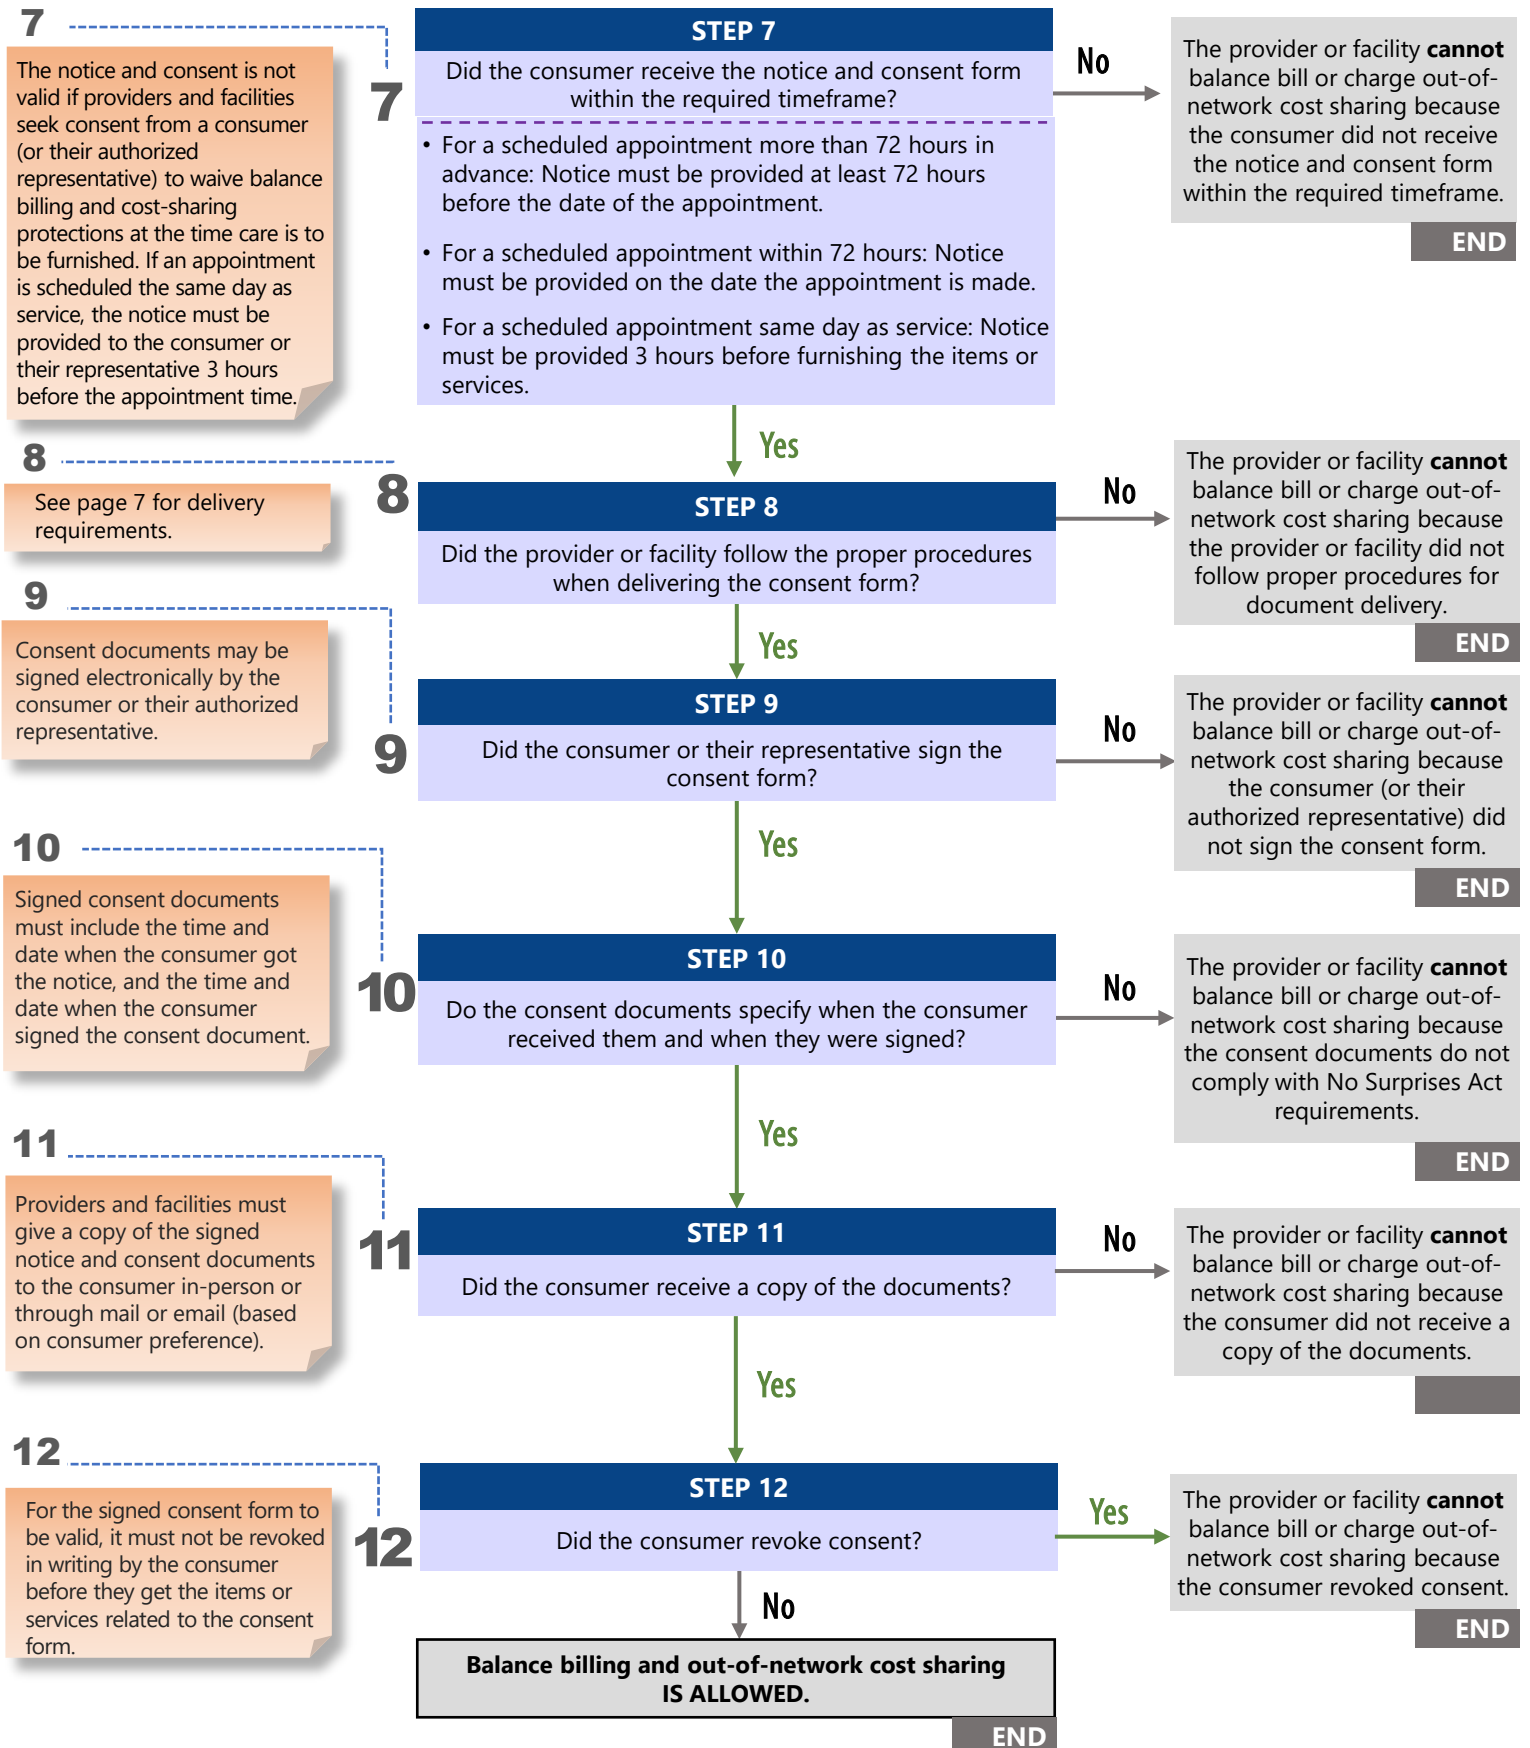 7
The notice and consent is not
valid if providers and facilities
seek consent from a consumer
(or their authorized
representative) to waive balance
billing and cost-sharing
protections at the time care is to
be furnished. If an appointment
is scheduled the same day as
service, the notice must be
provided to the consumer or
their representative 3 hours
before the appointment time.
7
STEP 7
Did the consumer receive the notice and consent form
within the required timeframe?
• For a scheduled appointment more than 72 hours in
advance: Notice must be provided at least 72 hours
before the date of the appointment.
• For a scheduled appointment within 72 hours: Notice
must be provided on the date the appointment is made.
• For a scheduled appointment same day as service: Notice
must be provided 3 hours before furnishing the items or
services.
No
The provider or facility cannot
balance bill or charge out-of-
network cost sharing because
the consumer did not receive
the notice and consent form
within the required timeframe.
END
Yes
8
See page 7 for delivery
requirements.
8
STEP 8
Did the provider or facility follow the proper procedures
when delivering the consent form?
No
The provider or facility cannot
balance bill or charge out-of-
network cost sharing because
the provider or facility did not
follow proper procedures for
document delivery.
END
Yes
9
Consent documents may be
signed electronically by the
consumer or their authorized
representative.
9
STEP 9
Did the consumer or their representative sign the
consent form?
No
The provider or facility cannot
balance bill or charge out-of-
network cost sharing because
the consumer (or their
authorized representative) did
not sign the consent form.
END
Yes
10
Signed consent documents
must include the time and
date when the consumer got
the notice, and the time and
date when the consumer
signed the consent document.
10
STEP 10
Do the consent documents specify when the consumer
received them and when they were signed?
No
The provider or facility cannot
balance bill or charge out-of-
network cost sharing because
the consent documents do not
comply with No Surprises Act
requirements.
END
Yes
11
Providers and facilities must
give a copy of the signed
notice and consent documents
to the consumer in-person or
through mail or email (based
on consumer preference).
11
STEP 11
Did the consumer receive a copy of the documents?
No
The provider or facility cannot
balance bill or charge out-of-
network cost sharing because
the consumer did not receive a
copy of the documents.
Yes
12
For the signed consent form to
be valid, it must not be revoked
in writing by the consumer
before they get the items or
services related to the consent
form.
12
STEP 12
Did the consumer revoke consent?
Yes
The provider or facility cannot
balance bill or charge out-of-
network cost sharing because
the consumer revoked consent.
END
No
Balance billing and out-of-network cost sharing
IS ALLOWED.
END